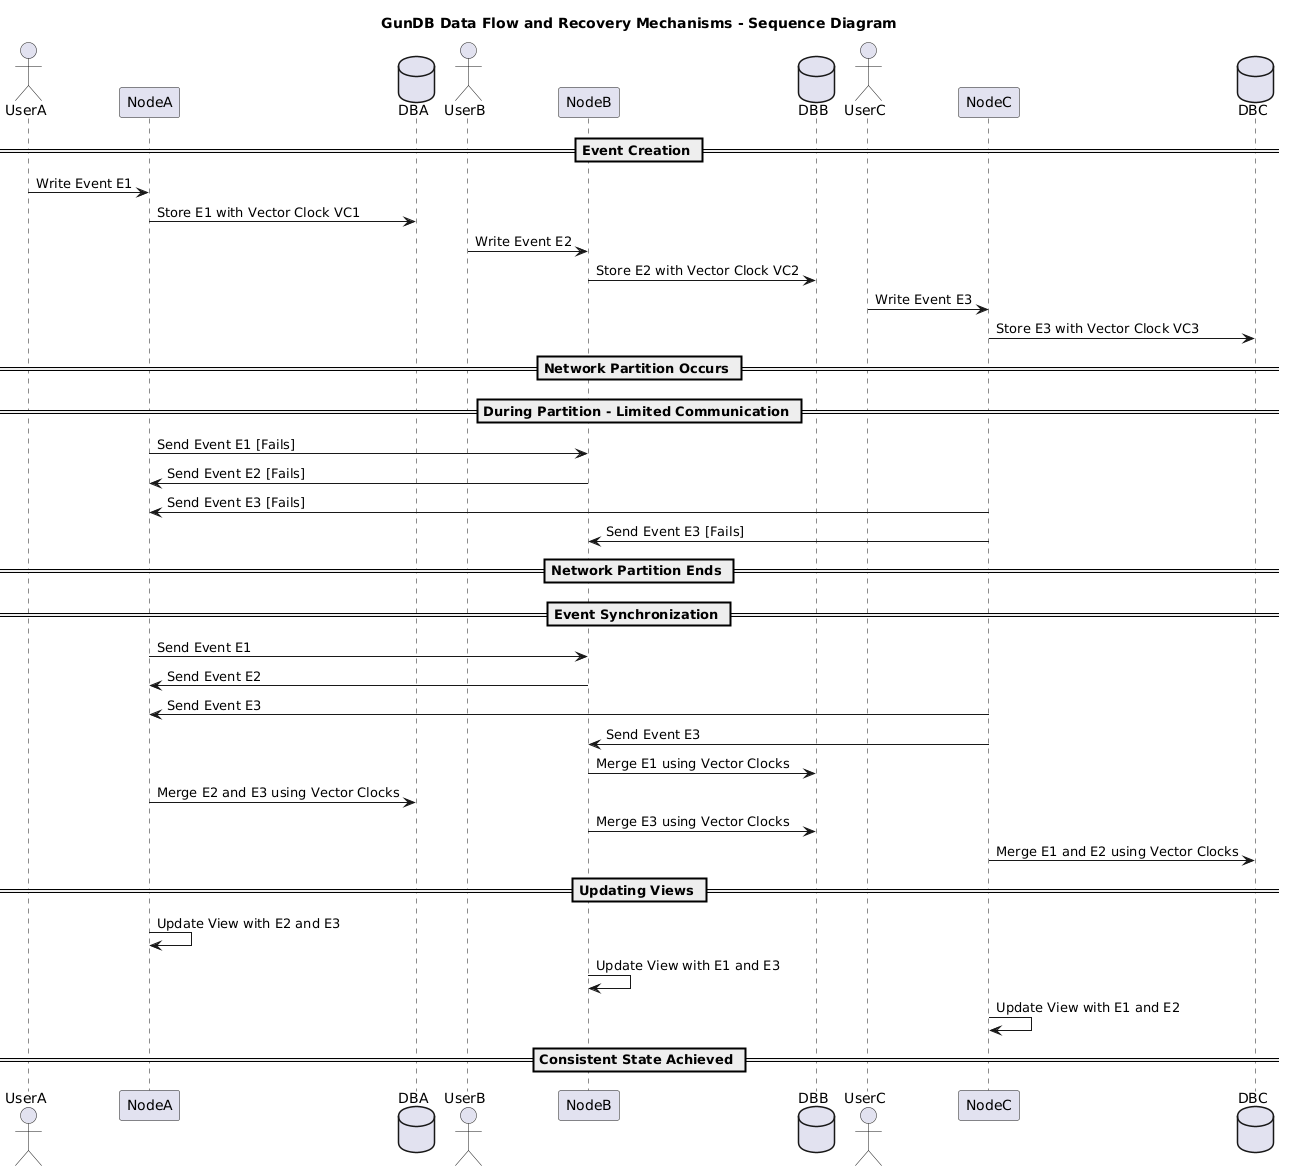 GunDB Data Flow and Recovery Mechanisms - Sequence Diagram
UserA
NodeA
DBA
UserB
NodeB
DBB
UserC
NodeC
DBC
Event Creation
Write Event E1
Store E1 with Vector Clock VC1
Write Event E2
Store E2 with Vector Clock VC2
Write Event E3
Store E3 with Vector Clock VC3
Network Partition Occurs
During Partition - Limited Communication
Send Event E1 [Fails]
Send Event E2 [Fails]
Send Event E3 [Fails]
Send Event E3 [Fails]
Network Partition Ends
Event Synchronization
Send Event E1
Send Event E2
Send Event E3
Send Event E3
Merge E1 using Vector Clocks
Merge E2 and E3 using Vector Clocks
Merge E3 using Vector Clocks
Merge E1 and E2 using Vector Clocks
Updating Views
Update View with E2 and E3
Update View with E1 and E3
Update View with E1 and E2
Consistent State Achieved
UserA
NodeA
DBA
UserB
NodeB
DBB
UserC
NodeC
DBC